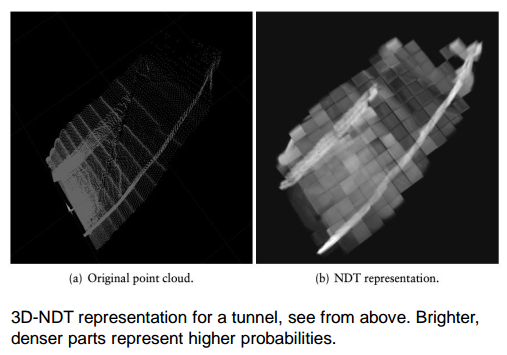 (a) Original point cloud.
(b) NDT representation.
3D-NDT representation for a tunnel, see from above. Brighter,
denser parts represent higher probabilities.